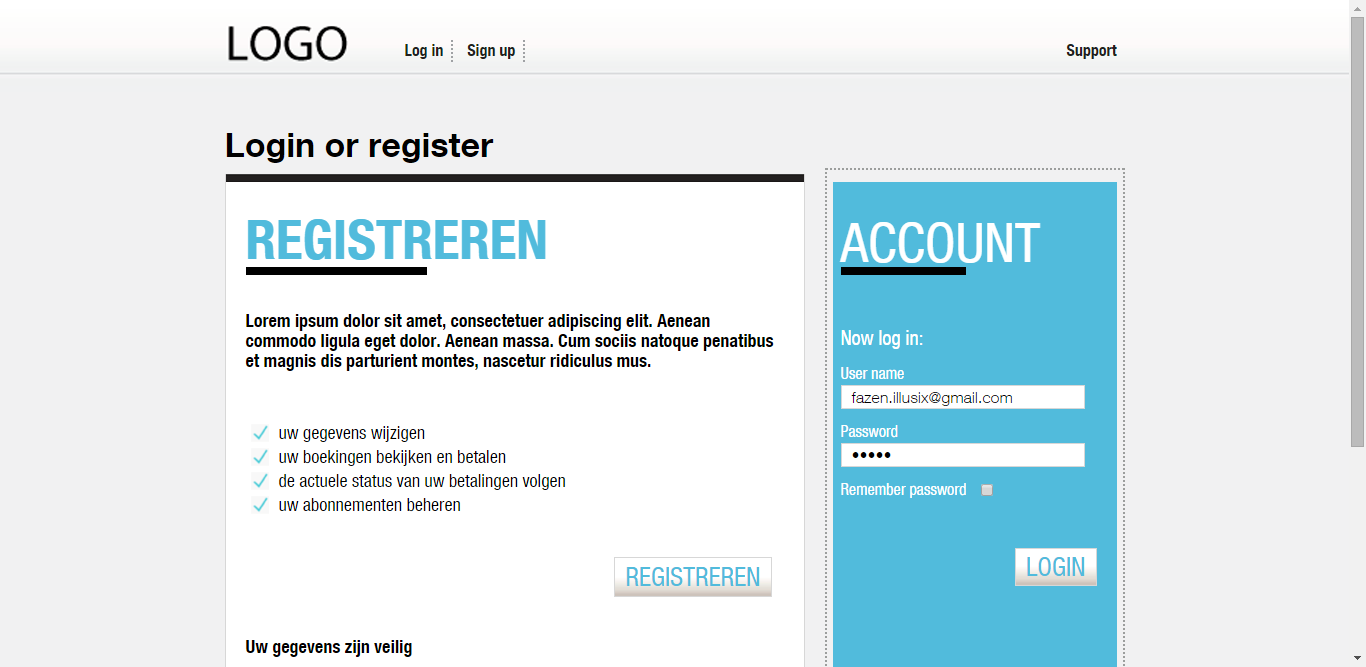 LOGO
Log in
Sign up
Support
Login or register
REGISTREREN
Lorem ipsum dolor sit amet, consectetuer adipiscing elit. Aenean
commodo ligula eget dolor. Aenean massa. Cum sociis natoque penatibus
et magnis dis parturient montes, nascetur ridiculus mus.
uw gegevens wijzigen
uw boekingen bekijken en betalen
de actuele status van uw betalingen volgen
uw abonnementen beheren
REGISTREREN
Uw gegevens zijn veilig
ACCOUNT
Now log in:
User name
fazen.illusix@gmail.com
Password
•••••
Remember password
LOGIN